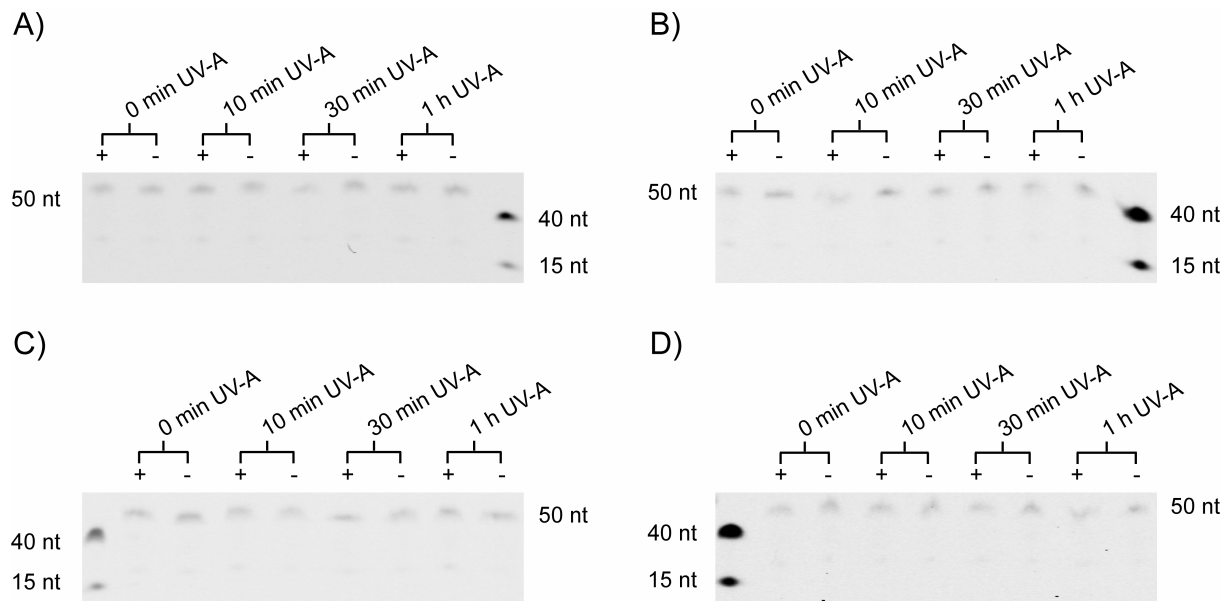 A)
0 min UV-A
10 min UV-A
30 min UV-A
1 h UV-A
+ - + - + - + -
50 nt
40 nt
15 nt
B)
0 min UV-A
10 min UV-A
30 min UV-A
1 h UV-A
+ - + - + - + -
50 nt
40 nt
15 nt
C)
0 min UV-A
10 min UV-A
30 min UV-A
1 h UV-A
+ - + - + - + -
50 nt
40 nt
15 nt
D)
0 min UV-A
10 min UV-A
30 min UV-A
1 h UV-A
+ - + - + - + -
50 nt
40 nt
15 nt